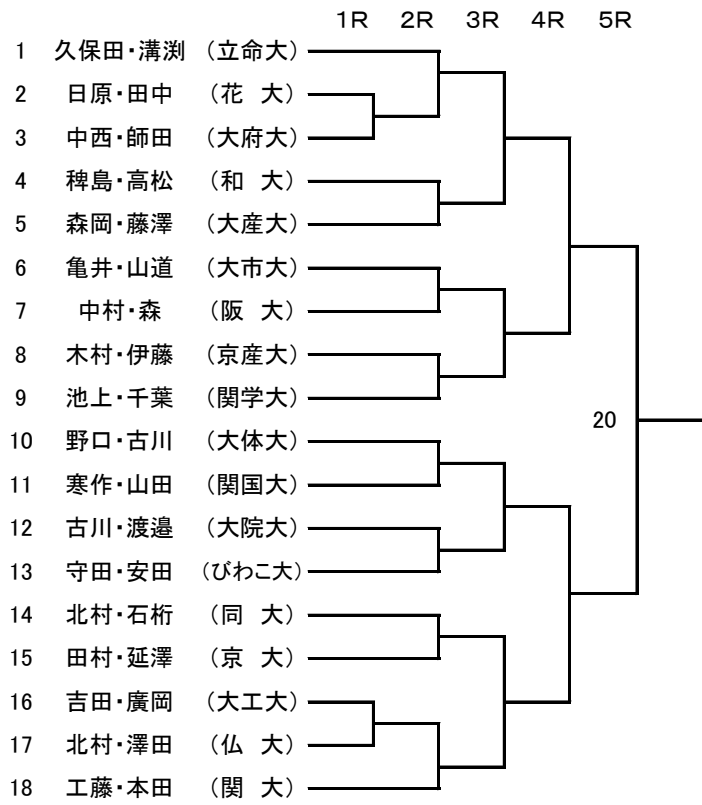 1R 2R 3R 4R 5R
1 久保田・溝渕 (立命大)
2 日原・田中 (花 大)
3 中西・師田 (大府大)
4 稗島・高松 (和 大)
5 森岡・藤澤 (大産大)
6 亀井・山道 (大市大)
7 中村・森 (阪 大)
8 木村・伊藤 (京産大)
9 池上・千葉 (関学大)
20
10 野口・古川 (大体大)
11 寒作・山田 (関国大)
12 古川・渡邉 (大院大)
13 守田・安田 (びわこ大)
14 北村・石桁 (同 大)
15 田村・延澤 (京 大)
16 吉田・廣岡 (大工大)
17 北村・澤田 (仏 大)
18 工藤・本田 (関 大)